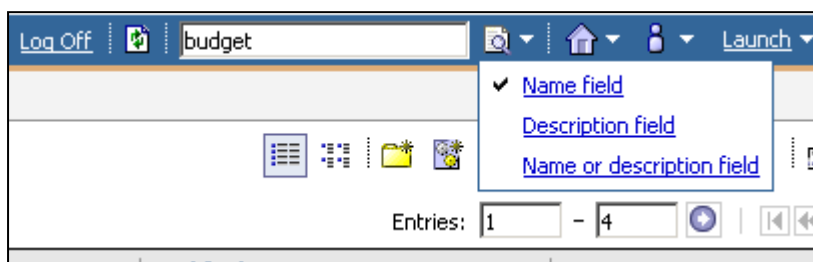 Log Off budget Launch
Name field
Description field
Name or description field
Entries: 1 - 4